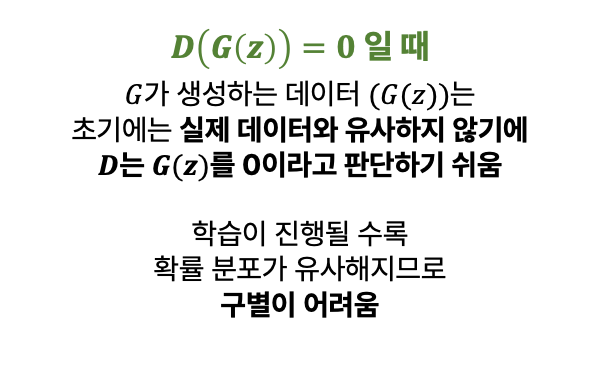 D(G(z)) = 0 일 때
G가 생성하는 데이터 (G(z))는
초기에는 실제 데이터와 유사하지 않기에
D는 G(z)를 0이라고 판단하기 쉬움
학습이 진행될 수록
확률 분포가 유사해지므로
구별이 어려움